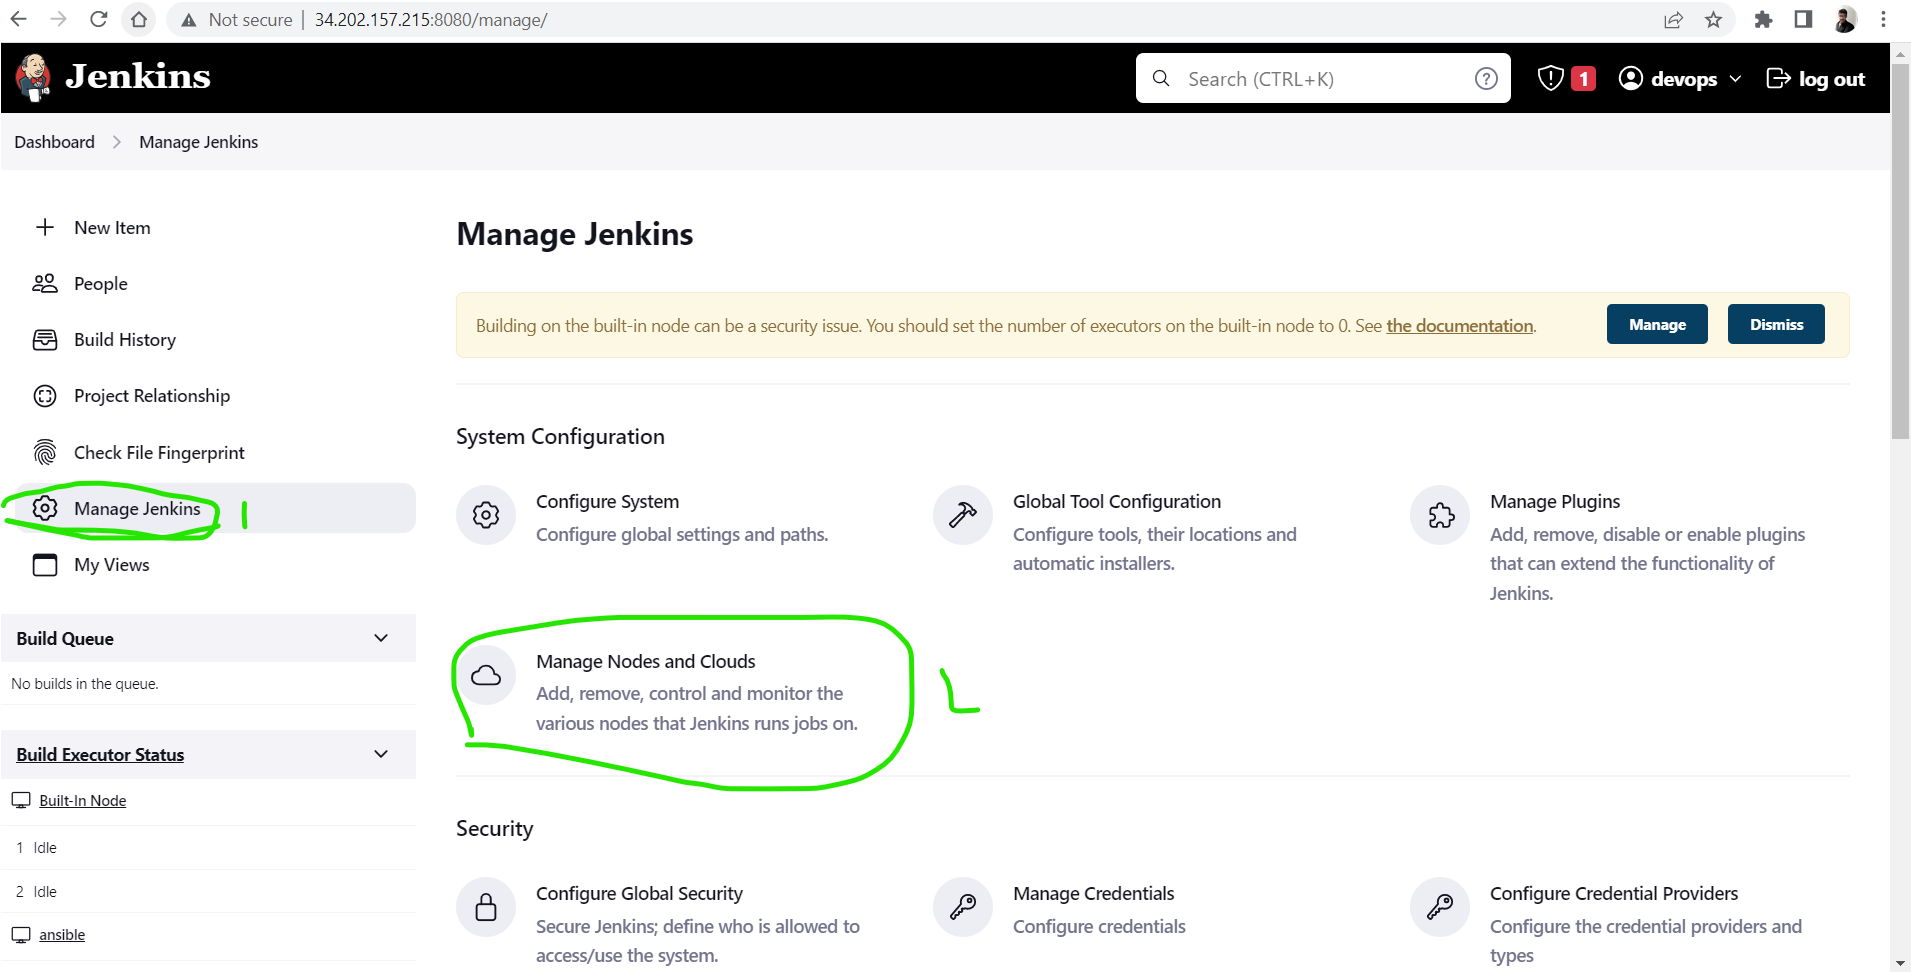 Not secure | 34.202.157.215:8080/manage/
Jenkins
Search (CTRL+K)
?
1
devops
log out
Dashboard > Manage Jenkins
New Item
People
Build History
Project Relationship
Check File Fingerprint
Manage Jenkins
1
My Views
Build Queue
No builds in the queue.
Build Executor Status
Built-In Node
1 Idle
2 Idle
ansible
Manage Jenkins
Building on the built-in node can be a security issue. You should set the number of executors on the built-in node to 0. See the documentation.
Manage
Dismiss
System Configuration
Configure System
Configure global settings and paths.
Global Tool Configuration
Configure tools, their locations and
automatic installers.
Manage Plugins
Add, remove, disable or enable plugins
that can extend the functionality of
Jenkins.
Manage Nodes and Clouds
Add, remove, control and monitor the
various nodes that Jenkins runs jobs on.
Security
Configure Global Security
Secure Jenkins; define who is allowed to
access/use the system.
Manage Credentials
Configure credentials
Configure Credential Providers
Configure the credential providers and
types